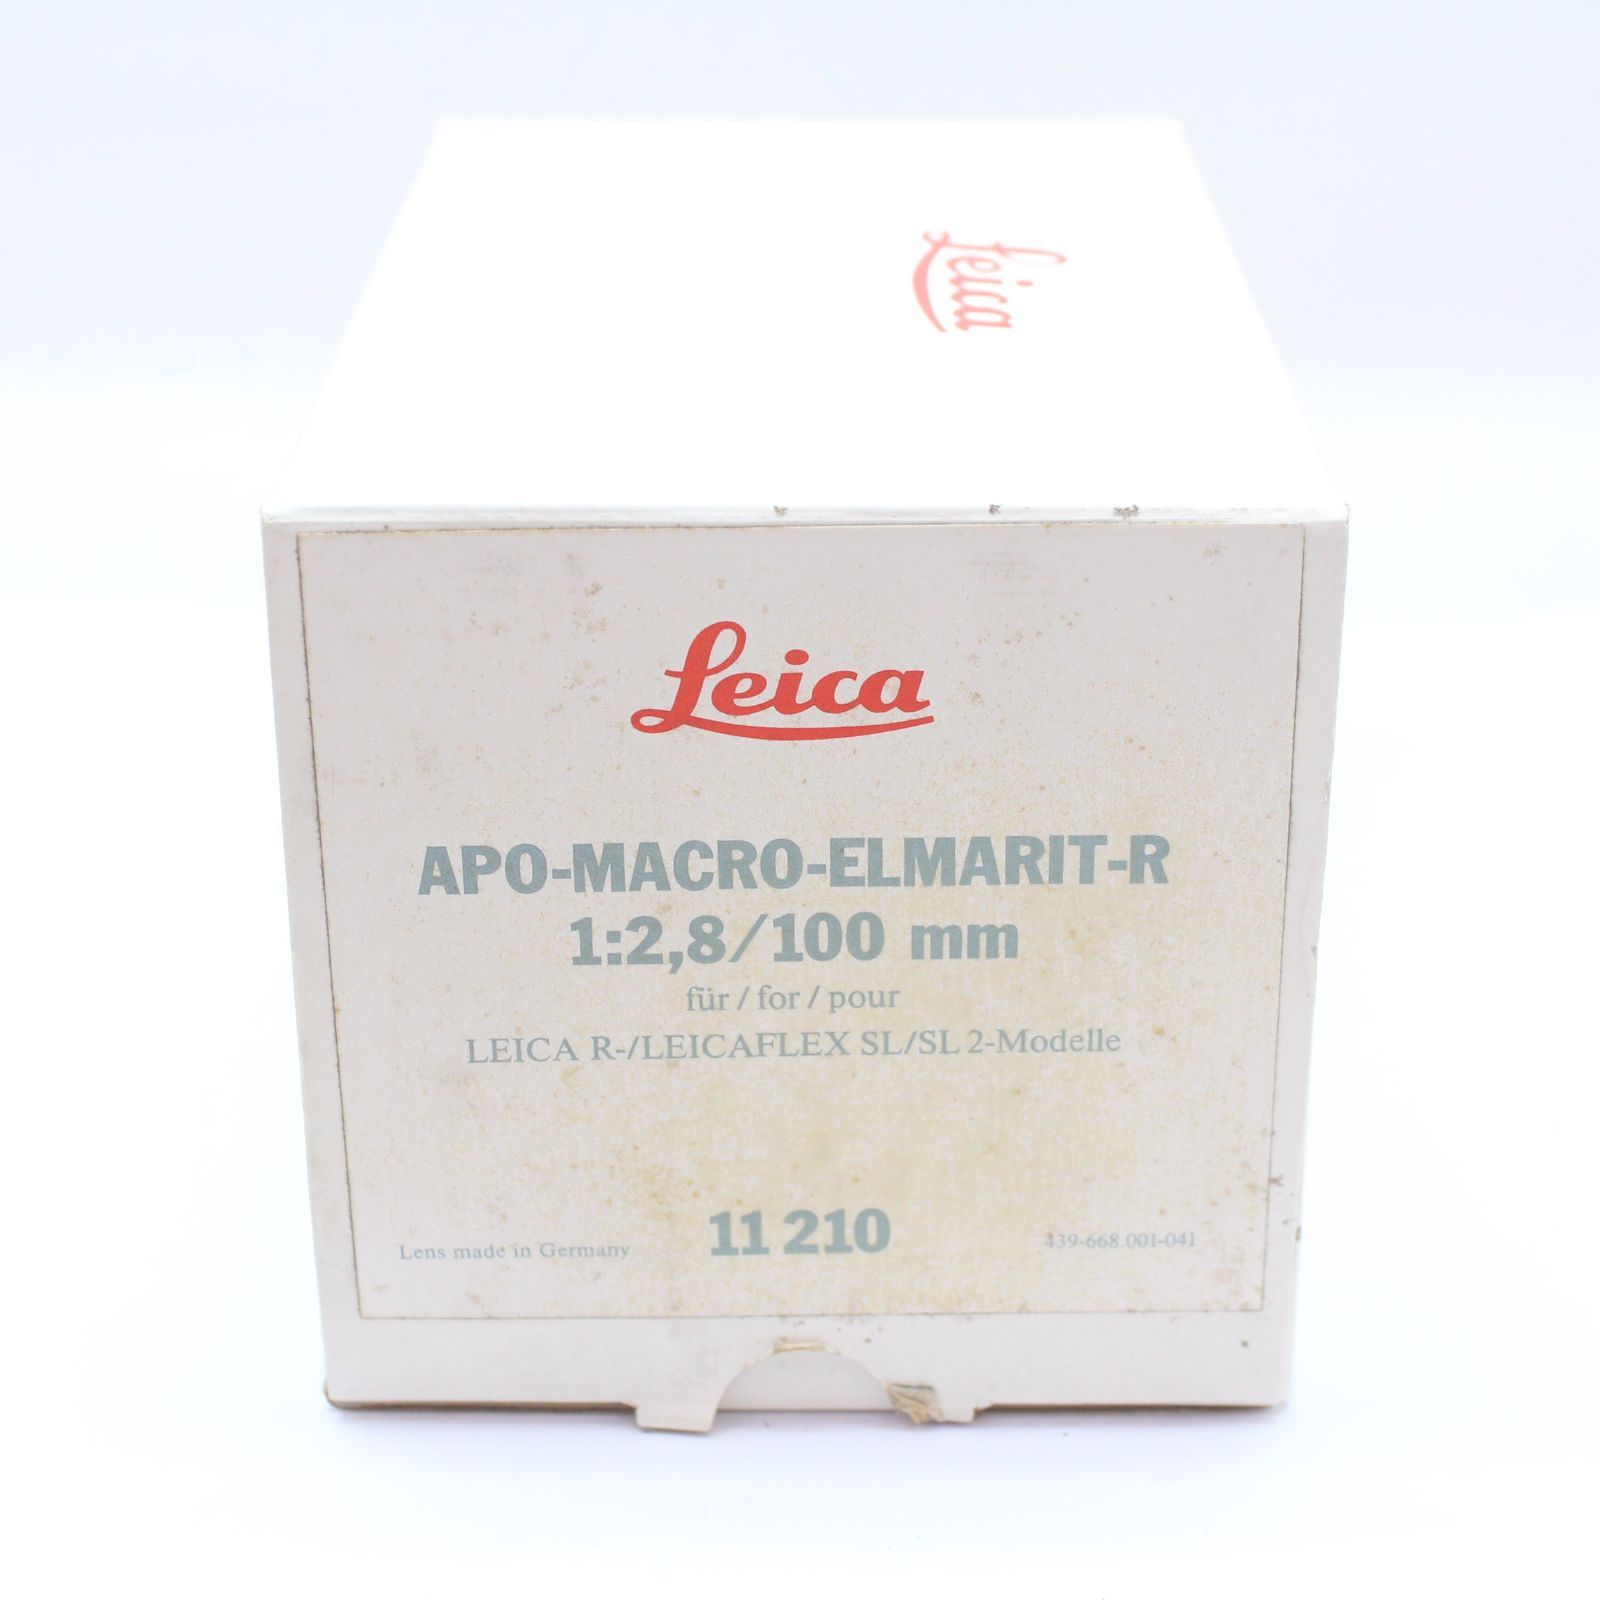 Leica
Leica
APO-MACRO-ELMARIT-R
1:2,8/100 mm
für / for / pour
LEICA R-/LEICAFLEX SL/SL 2-Modelle
Lens made in Germany
11 210
439-668.001-041